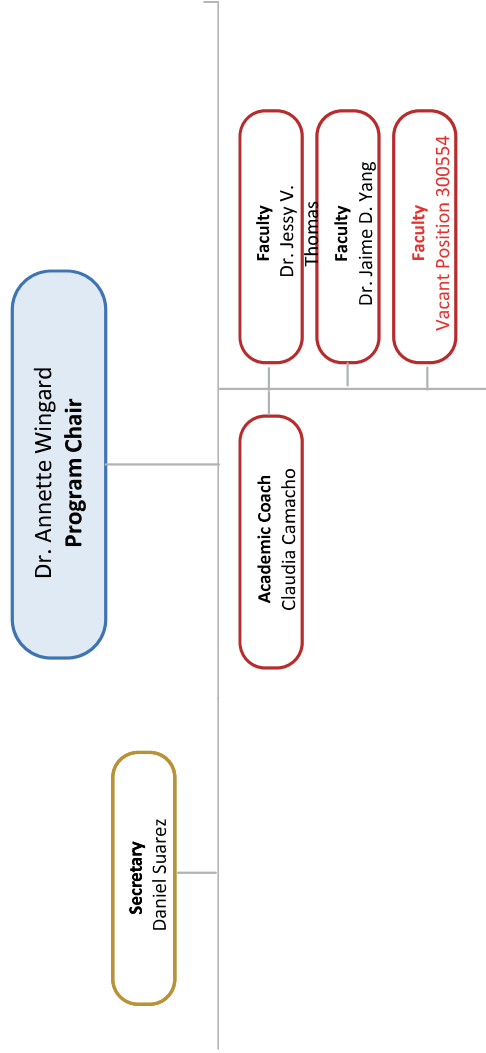 Dr. Annette Wingard
Program Chair
Secretary
Daniel Suarez
Academic Coach
Claudia Camacho
Faculty
Dr. Jessy V.
Thomas
Faculty
Dr. Jaime D. Yang
Faculty
Vacant Position 300554